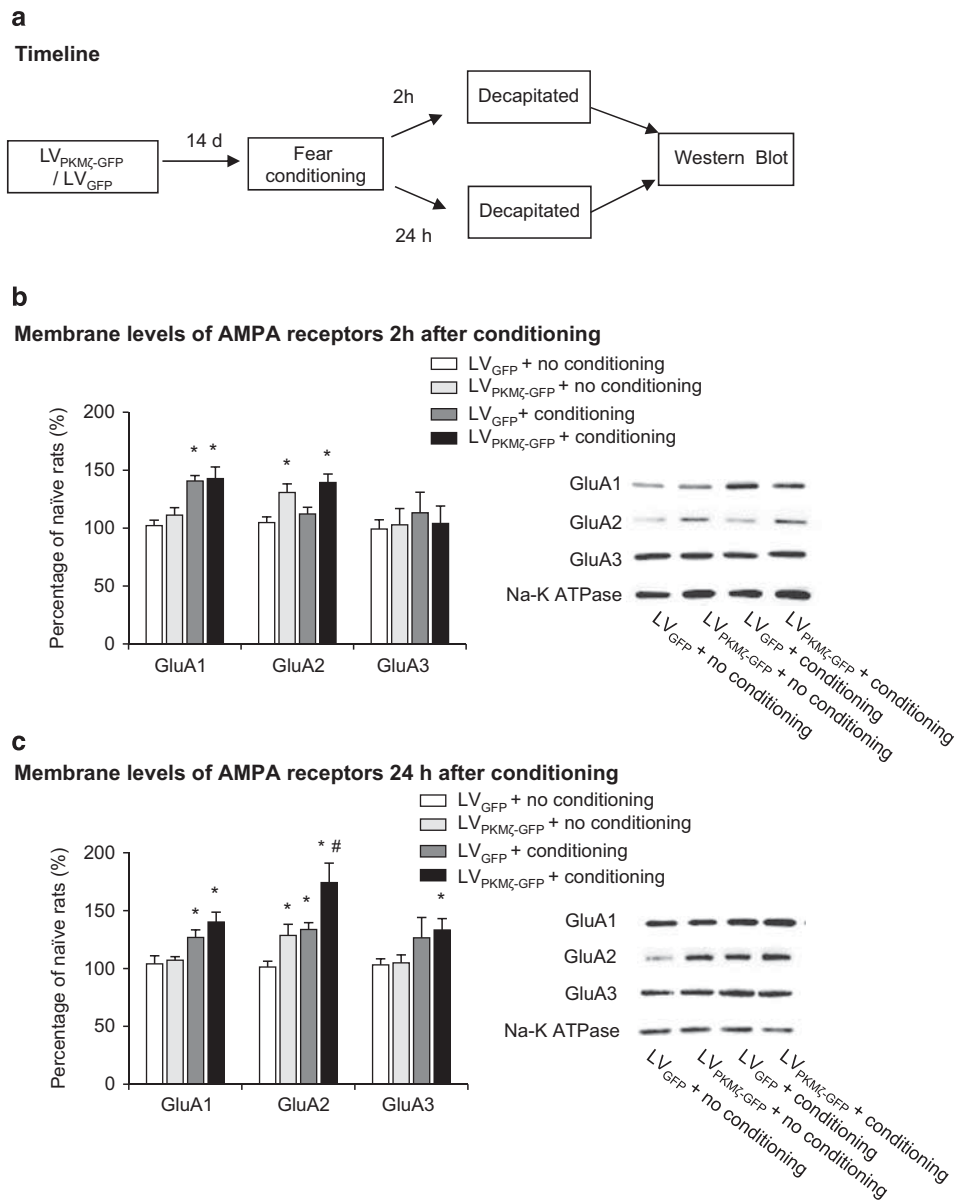 a
Timeline
LVPKMζ-GFP
/ LVGFP
14 d
Fear
conditioning
2h
24 h
Decapitated
Decapitated
Western Blot
b
Membrane levels of AMPA receptors 2h after conditioning
LVGFP + no conditioning
LVPKMζ-GFP + no conditioning
LVGFP+ conditioning
LVPKMζ-GFP + conditioning
Percentage of naïve rats (%)
200
150
100
50
0
* *
* *
GluA1 GluA2 GluA3
GluA1
GluA2
GluA3
Na-K ATPase
LVGFP + no conditioning
LVPKMζ-GFP + no conditioning
LVGFP + conditioning
LVPKMζ-GFP + conditioning
c
Membrane levels of AMPA receptors 24 h after conditioning
LVGFP + no conditioning
LVPKMζ-GFP + no conditioning
LVGFP + conditioning
LVPKMζ-GFP + conditioning
Percentage of naïve rats (%)
200
150
100
50
0
* *
* * * #
*
GluA1 GluA2 GluA3
GluA1
GluA2
GluA3
Na-K ATPase
LVGFP + no conditioning
LVPKMζ-GFP + no conditioning
LVGFP + conditioning
LVPKMζ-GFP + conditioning